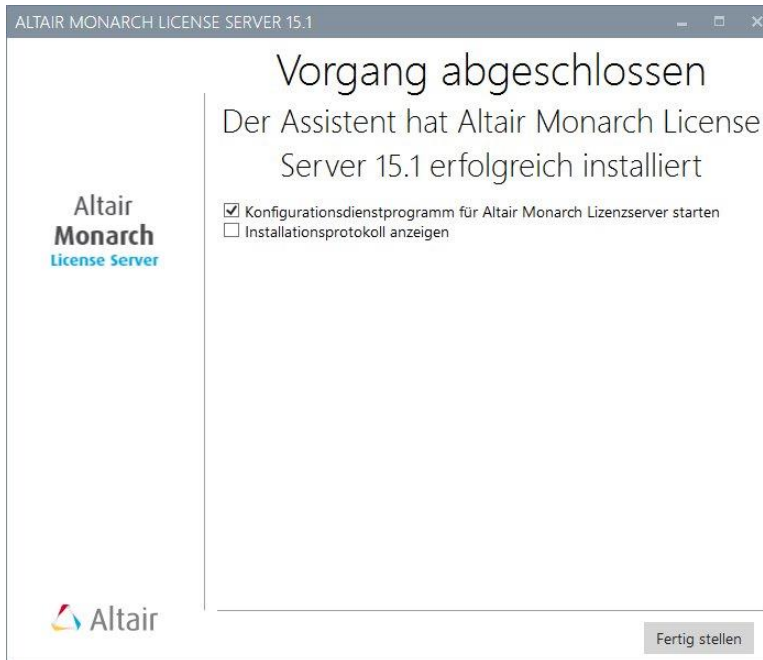 ALTAIR MONARCH LICENSE SERVER 15.1
Vorgang abgeschlossen
Der Assistent hat Altair Monarch License
Server 15.1 erfolgreich installiert
Altair
Monarch
License Server
Konfigurationsdienstprogramm für Altair Monarch Lizenzserver starten
Installationsprotokoll anzeigen
Altair
Fertig stellen